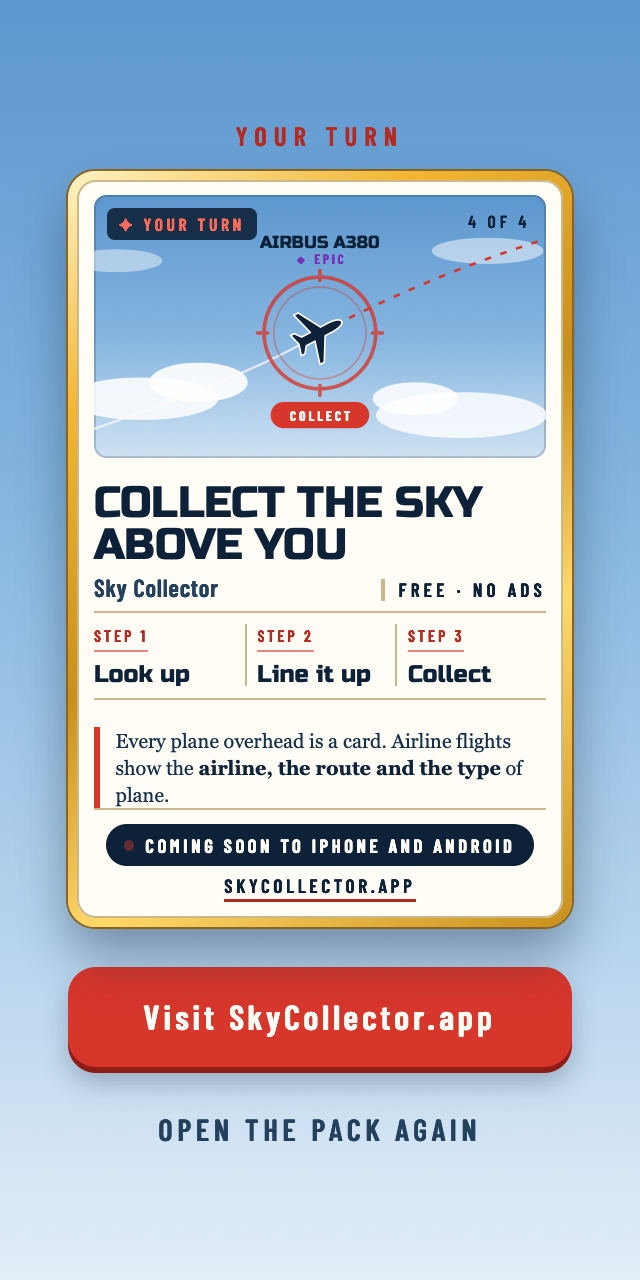 YOUR TURN
YOUR TURN
4 OF 4
AIRBUS A380
EPIC
COLLECT
COLLECT THE SKY
ABOVE YOU
Sky Collector
FREE · NO ADS
STEP 1
Look up
STEP 2
Line it up
STEP 3
Collect
Every plane overhead is a card. Airline flights
show the airline, the route and the type of
plane.
COMING SOON TO IPHONE AND ANDROID
SKYCOLLECTOR.APP
Visit SkyCollector.app
OPEN THE PACK AGAIN